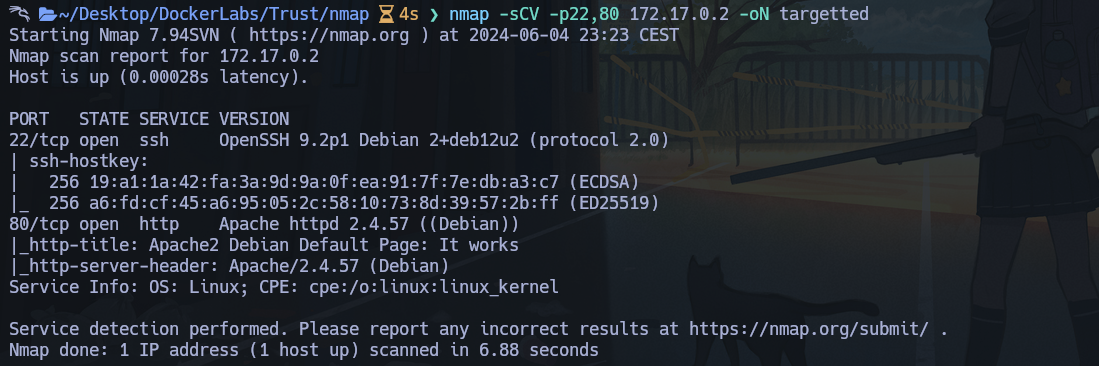 ~/Desktop/DockerLabs/Trust/nmap 4s ❯ nmap -sCV -p22,80 172.17.0.2 -oN targetted
Starting Nmap 7.94SVN ( https://nmap.org ) at 2024-06-04 23:23 CEST
Nmap scan report for 172.17.0.2
Host is up (0.00028s latency).

PORT   STATE SERVICE VERSION
22/tcp open  ssh     OpenSSH 9.2p1 Debian 2+deb12u2 (protocol 2.0)
| ssh-hostkey:
|   256 19:a1:1a:42:fa:3a:9d:9a:0f:ea:91:7f:7e:db:a3:c7 (ECDSA)
|_  256 a6:fd:cf:45:a6:95:05:2c:58:10:73:8d:39:57:2b:ff (ED25519)
80/tcp open  http    Apache httpd 2.4.57 ((Debian))
|_http-title: Apache2 Debian Default Page: It works
|_http-server-header: Apache/2.4.57 (Debian)
Service Info: OS: Linux; CPE: cpe:/o:linux:linux_kernel

Service detection performed. Please report any incorrect results at https://nmap.org/submit/ .
Nmap done: 1 IP address (1 host up) scanned in 6.88 seconds